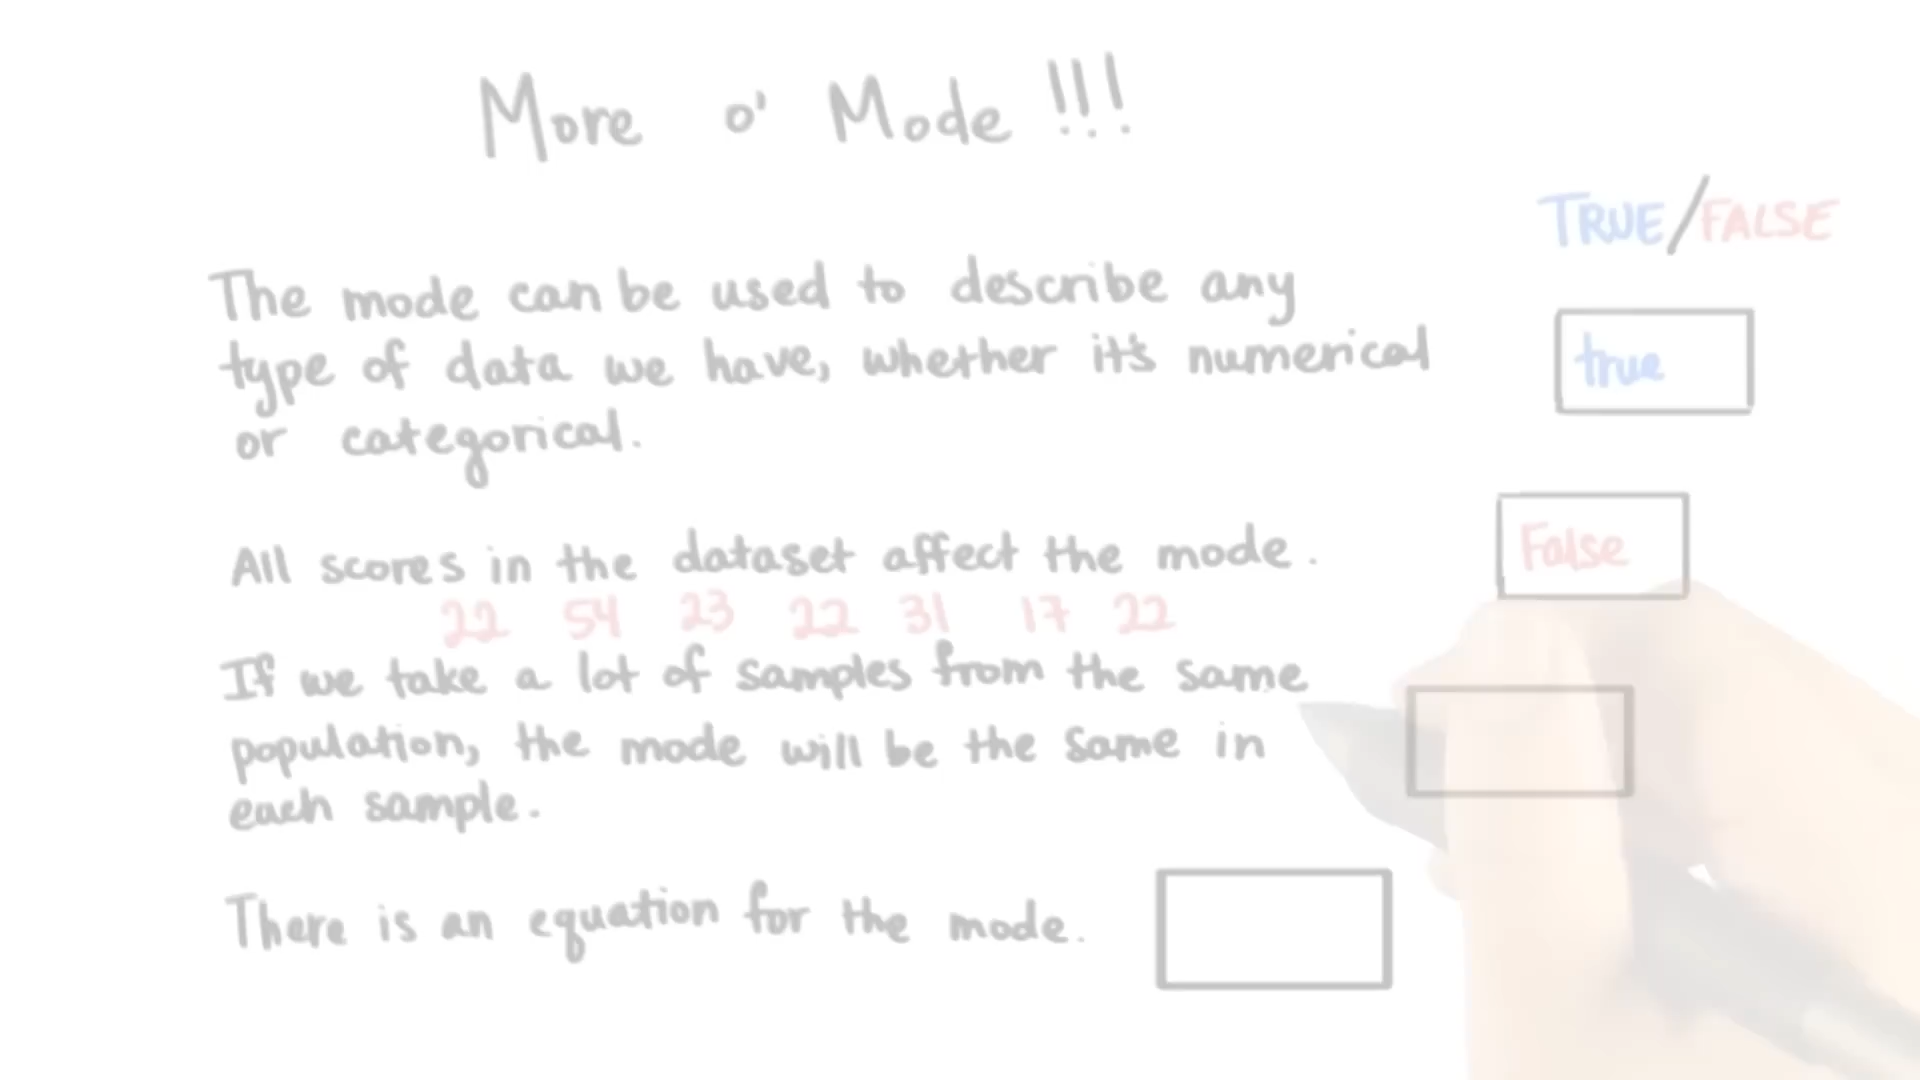 More o' Mode !!!
TRUE/FALSE
The mode can be used to describe any
type of data we have, whether it's numerical
or categorical.
true
All scores in the dataset affect the mode.
False
22 54 23 22 31 17 22
If we take a lot of samples from the same
population, the mode will be the same in
each sample.
There is an equation for the mode.